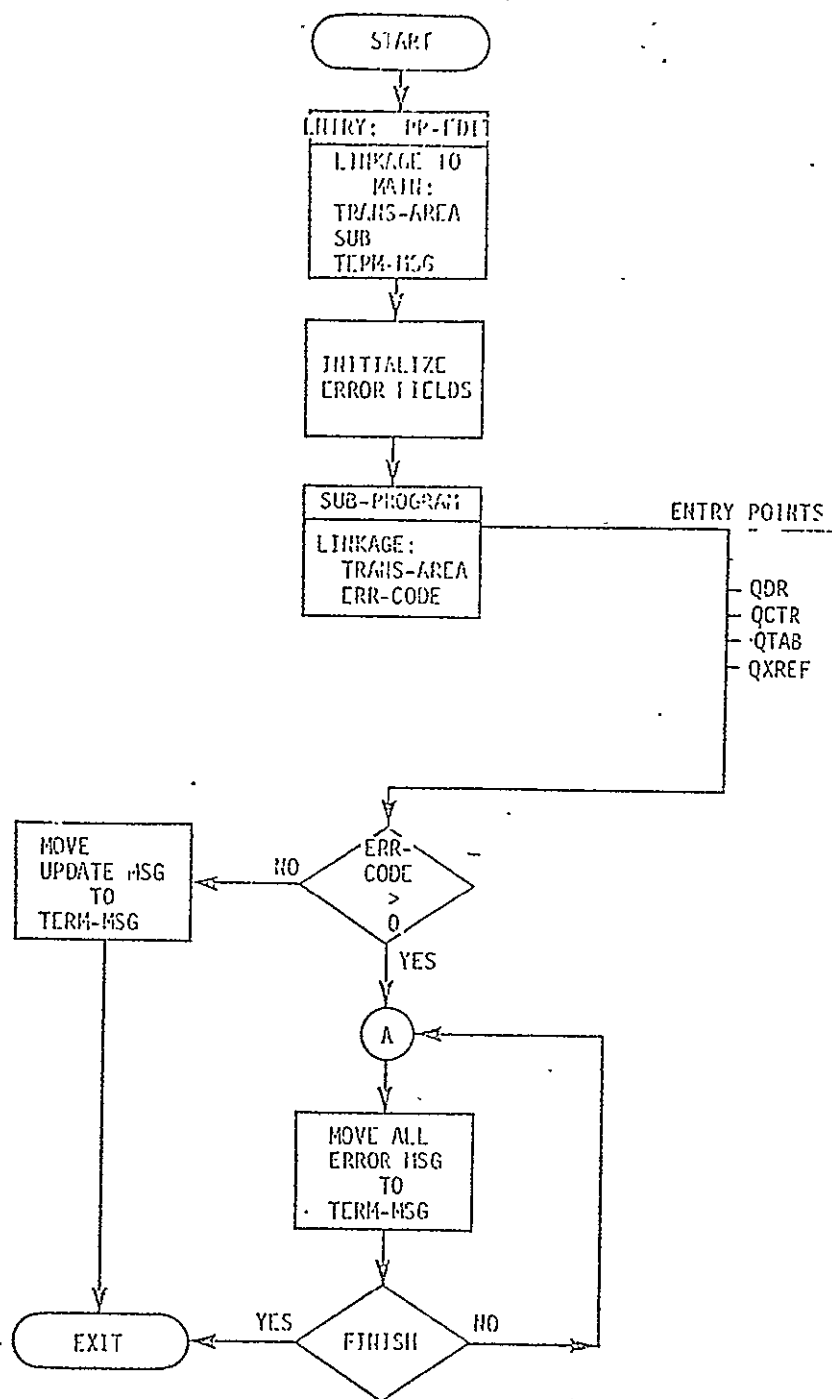 START
ENTRY: PP-EDIT
LINKAGE TO
MAIN:
TRANS-AREA
SUB
TERM-MSG
INITIALIZE
ERROR FIELDS
SUB-PROGRAM
LINKAGE:
TRANS-AREA
ERR-CODE
ENTRY POINTS
QDR
QCTR
QTAB
QXREF
ERR-
CODE
>
0
NO
MOVE
UPDATE MSG
TO
TERM-MSG
YES
A
MOVE ALL
ERROR MSG
TO
TERM-MSG
YES
EXIT
FINISH
NO